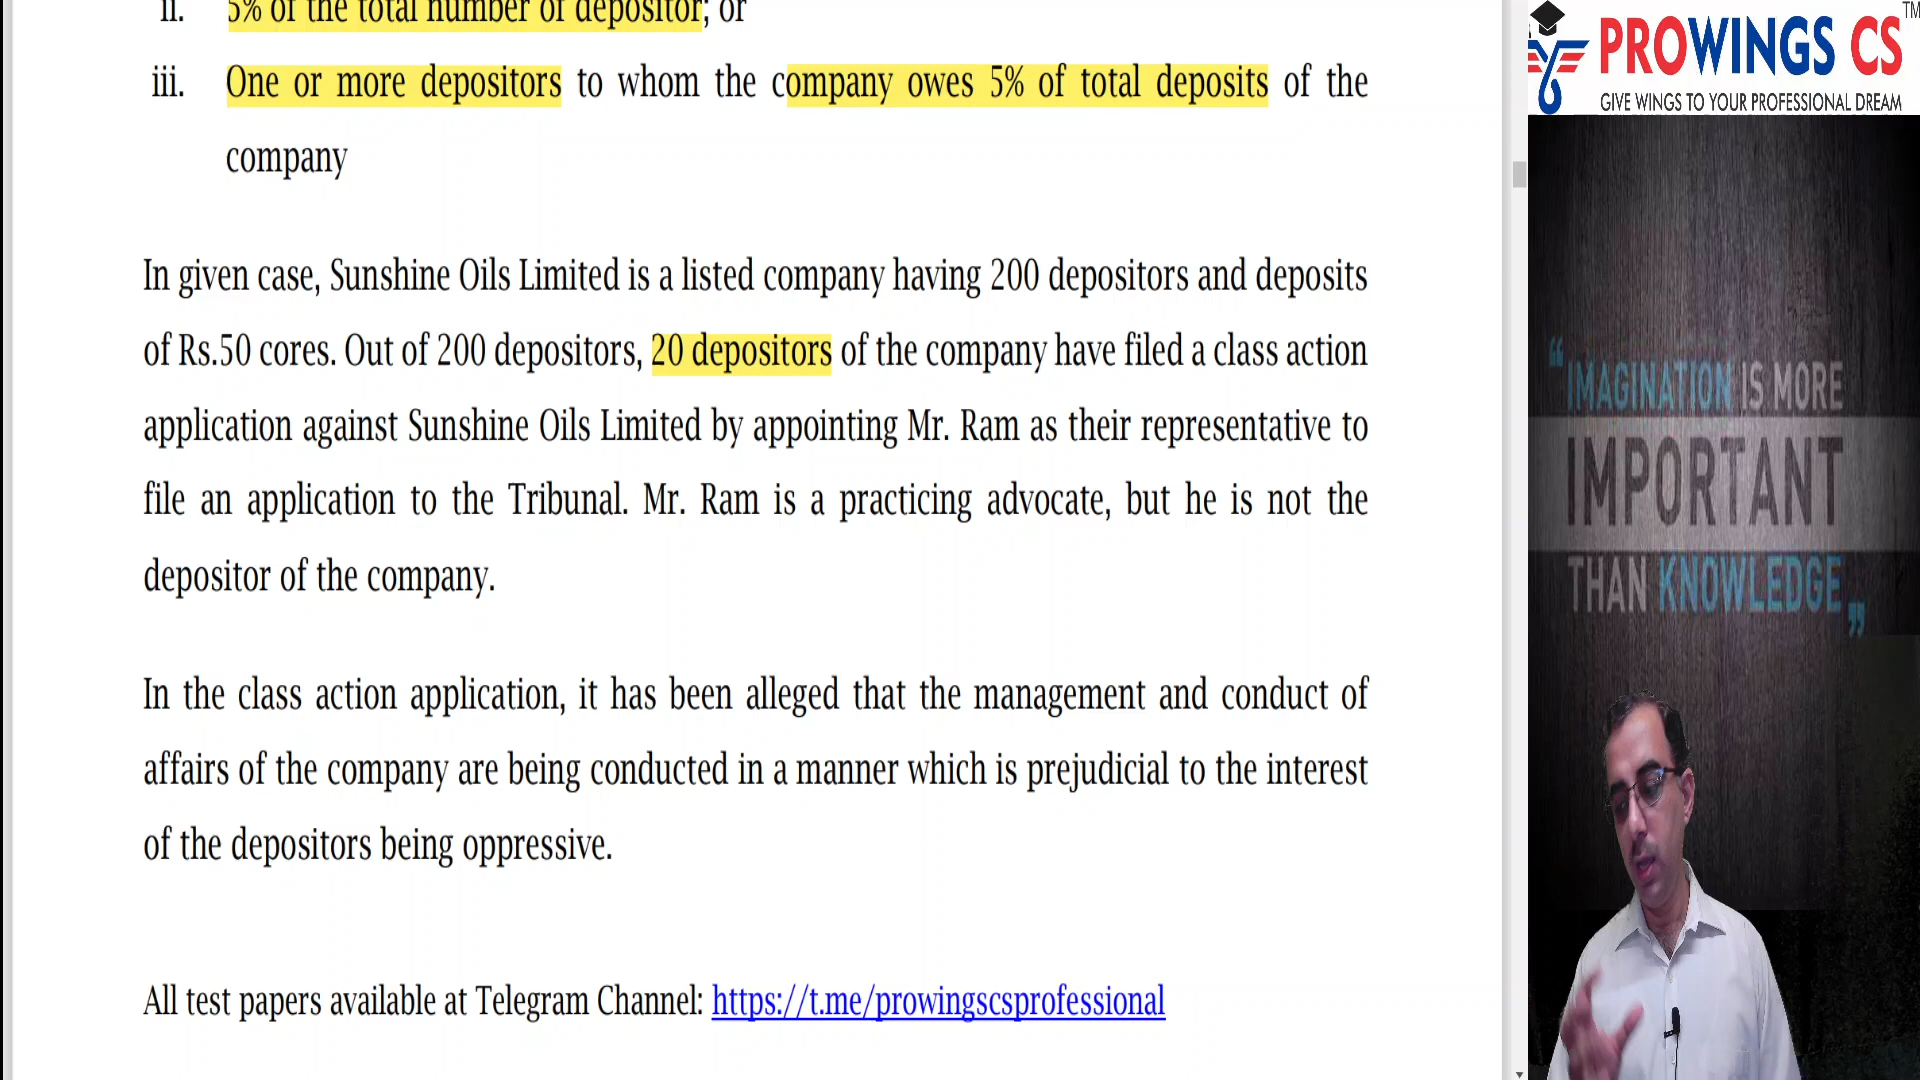 ii. 5% of the total number of depositor; or
iii. One or more depositors to whom the company owes 5% of total deposits of the
company
In given case, Sunshine Oils Limited is a listed company having 200 depositors and deposits
of Rs.50 cores. Out of 200 depositors, 20 depositors of the company have filed a class action
application against Sunshine Oils Limited by appointing Mr. Ram as their representative to
file an application to the Tribunal. Mr. Ram is a practicing advocate, but he is not the
depositor of the company.
In the class action application, it has been alleged that the management and conduct of
affairs of the company are being conducted in a manner which is prejudicial to the interest
of the depositors being oppressive.
All test papers available at Telegram Channel: https://t.me/prowingscsprofessional
PROWINGS CS TM
GIVE WINGS TO YOUR PROFESSIONAL DREAM
“IMAGINATION IS MORE
IMPORTANT
THAN KNOWLEDGE”